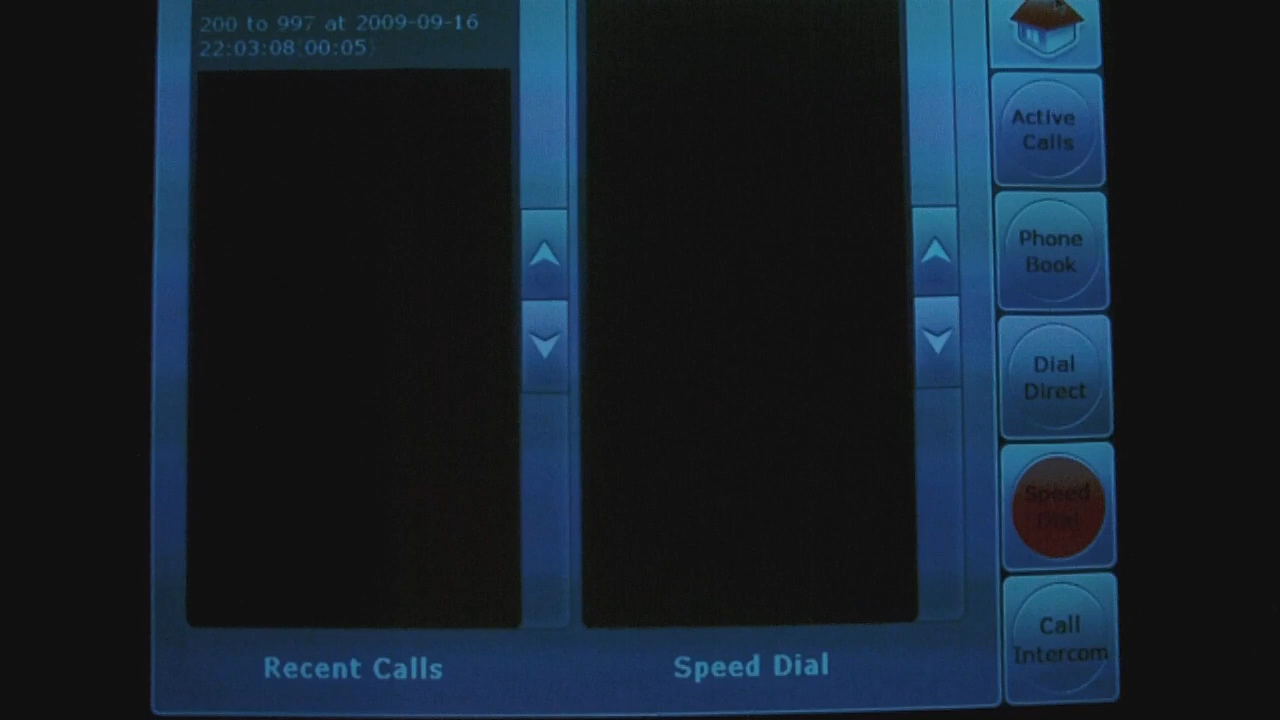 200 to 997 at 2009-09-16
22:03:08(00:05)
Active
Calls
Phone
Book
Dial
Direct
Speed
Dial
Call
Intercom
Recent Calls
Speed Dial